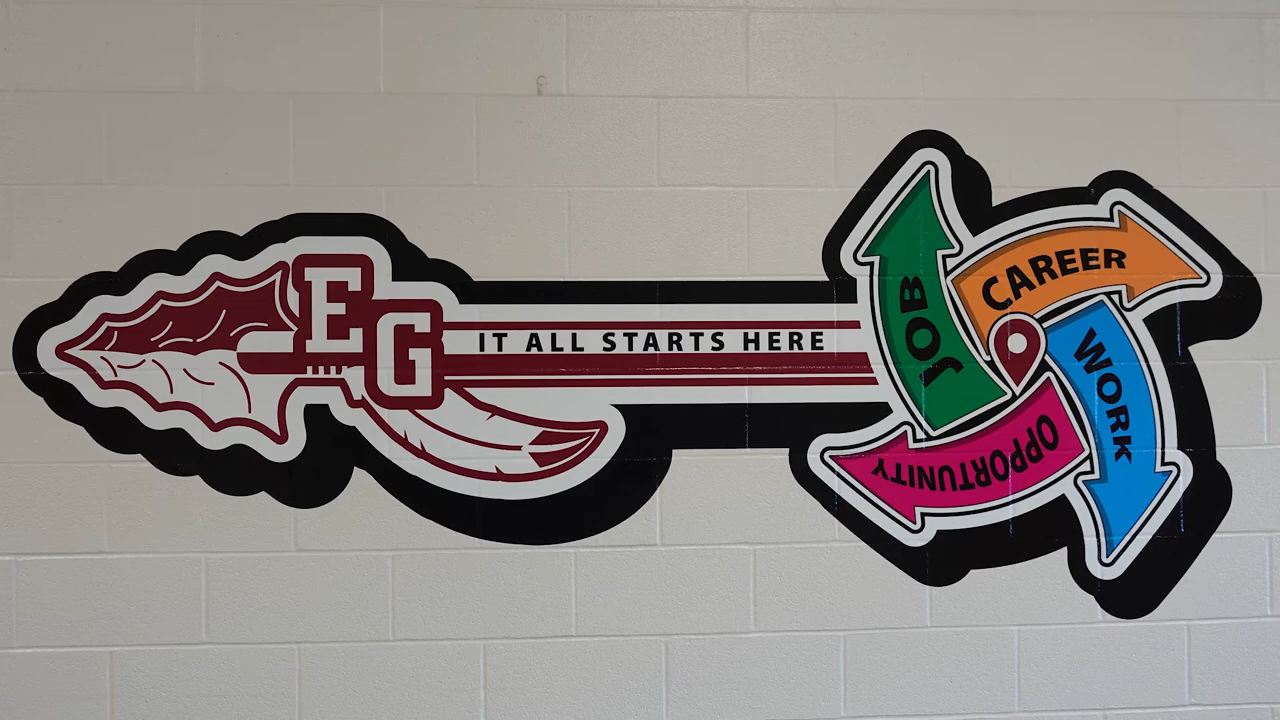 EG
IT ALL STARTS HERE
JOB
CAREER
WORK
OPPORTUNITY